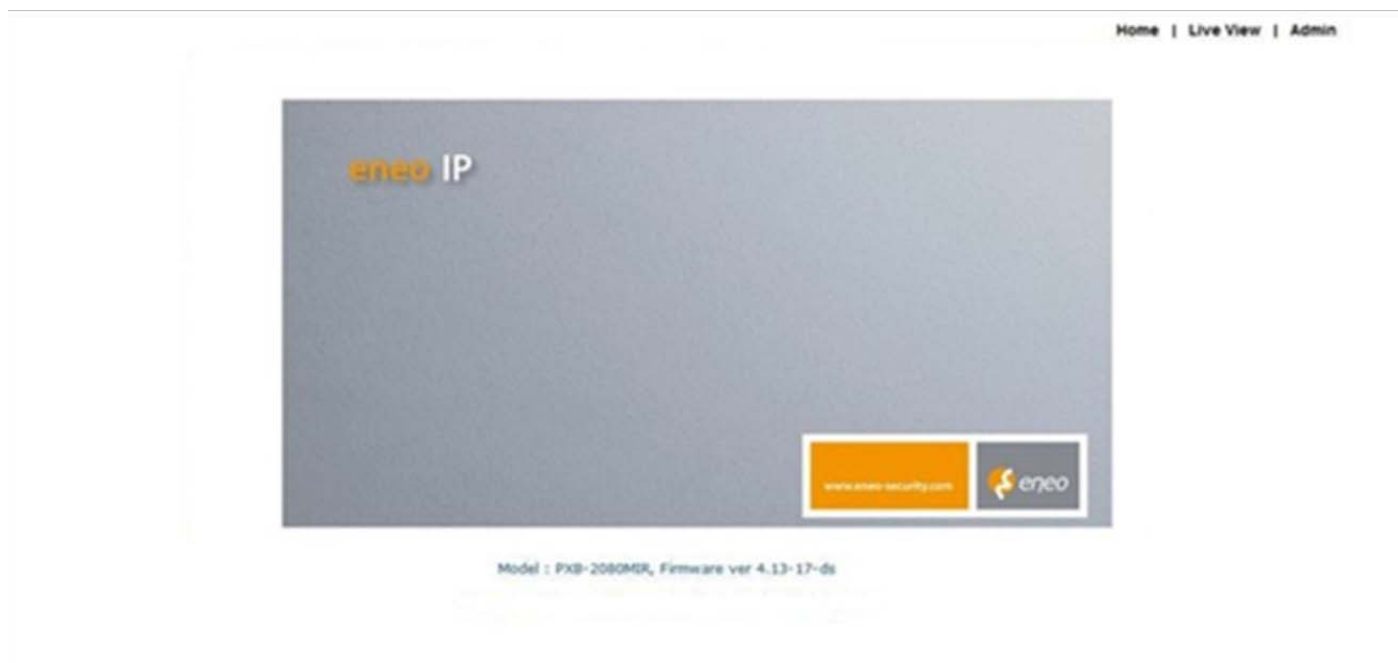 Home | Live View | Admin
eneo IP
www.eneo-security.com
eneo
Model : PXB-2080MIR, Firmware ver 4.13-17-ds